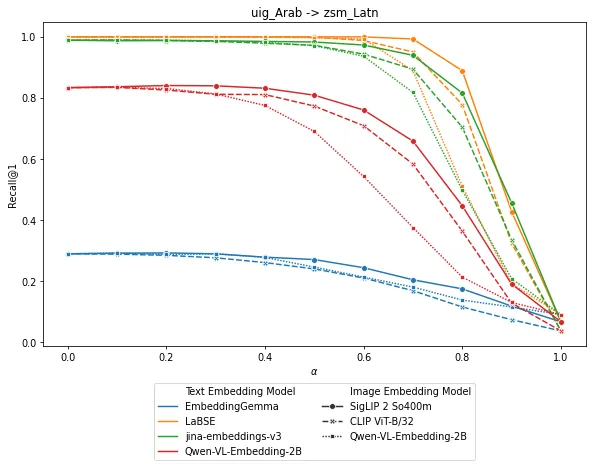 uig_Arab -> zsm_Latn
Recall@1
1.0
0.8
0.6
0.4
0.2
0.0
0.0 0.2 0.4 0.6 0.8 1.0
α
Text Embedding Model
EmbeddingGemma
LaBSE
jina-embeddings-v3
Qwen-VL-Embedding-2B
Image Embedding Model
SigLIP 2 So400m
CLIP ViT-B/32
Qwen-VL-Embedding-2B